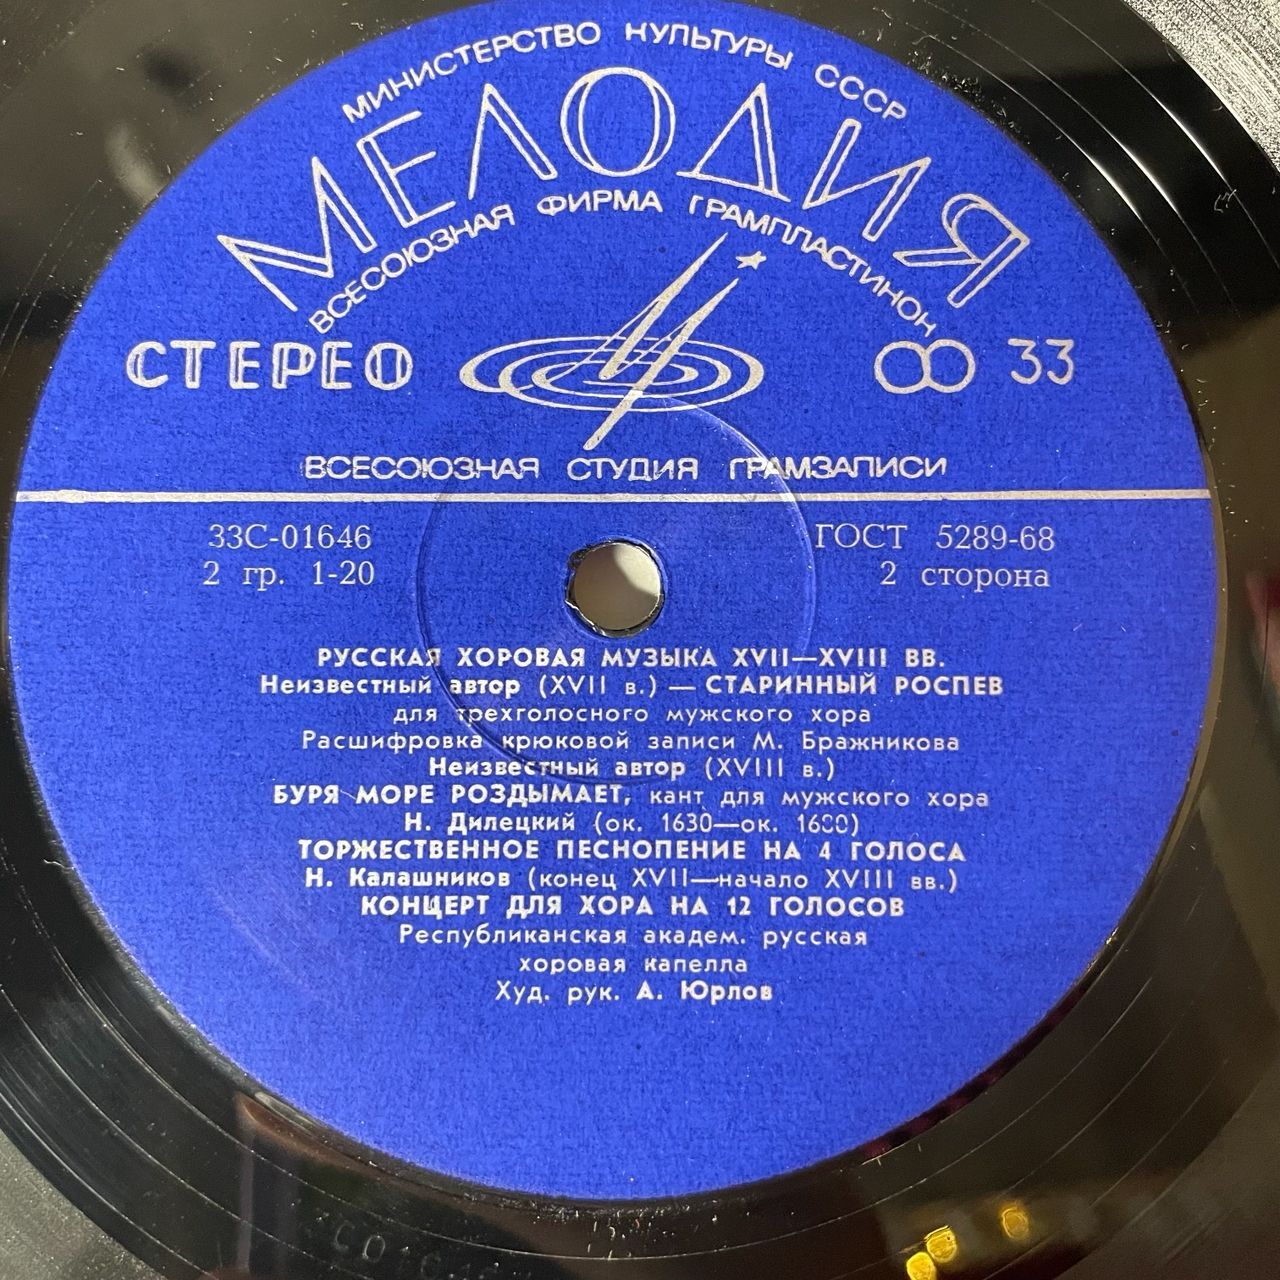 МИНИСТЕРСТВО КУЛЬТУРЫ СССР
МЕЛОДИЯ
ВСЕСОЮЗНАЯ ФИРМА ГРАМПЛАСТИНОК
СТЕРЕО 33
ВСЕСОЮЗНАЯ СТУДИЯ ГРАМЗАПИСИ
33С-01646 ГОСТ 5289-68
2 гр. 1-20 2 сторона
РУССКАЯ ХОРОВАЯ МУЗЫКА XVII—XVIII ВВ.
Неизвестный автор (XVII в.) — СТАРИННЫЙ РОСПЕВ
для трехголосного мужского хора
Расшифровка крюковой записи М. Бражникова
Неизвестный автор (XVIII в.)
БУРЯ МОРЕ РОЗДЫМАЕТ, кант для мужского хора
Н. Дилецкий (ок. 1630—ок. 1680)
ТОРЖЕСТВЕННОЕ ПЕСНОПЕНИЕ НА 4 ГОЛОСА
Н. Калашников (конец XVII—начало XVIII вв.)
КОНЦЕРТ ДЛЯ ХОРА НА 12 ГОЛОСОВ
Республиканская академ. русская
хоровая капелла
Худ. рук. А. Юрлов